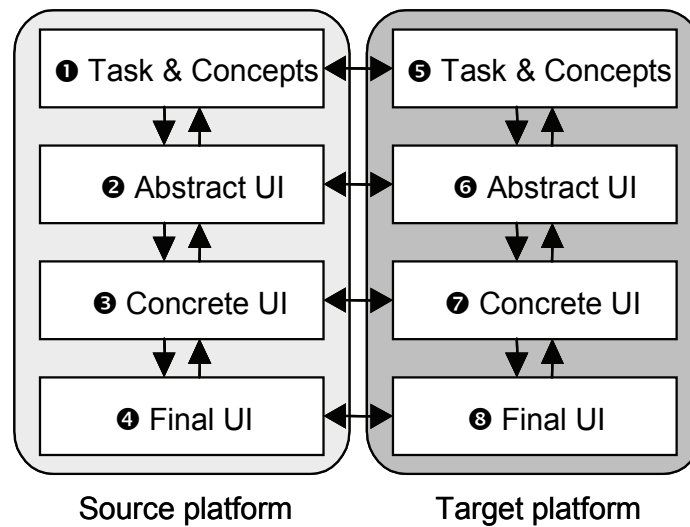 ❶ Task & Concepts
❷ Abstract UI
❸ Concrete UI
❹ Final UI
Source platform
❺ Task & Concepts
❻ Abstract UI
❼ Concrete UI
❽ Final UI
Target platform